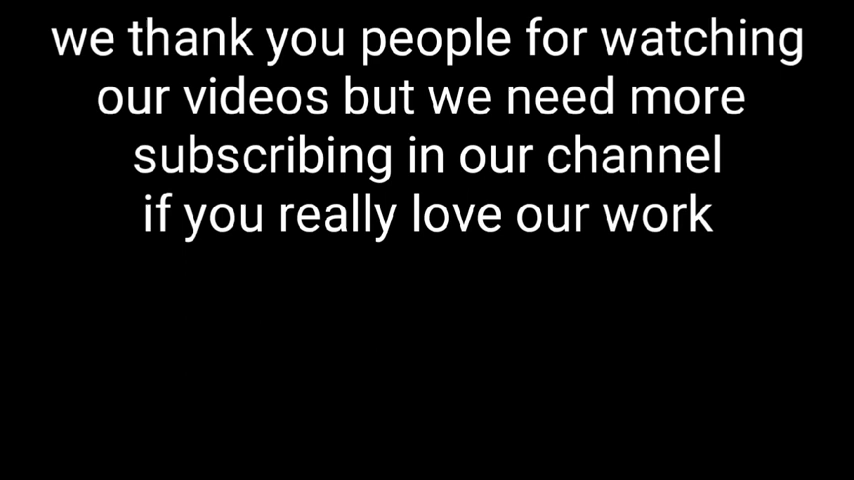 we thank you people for watching
our videos but we need more
subscribing in our channel
if you really love our work